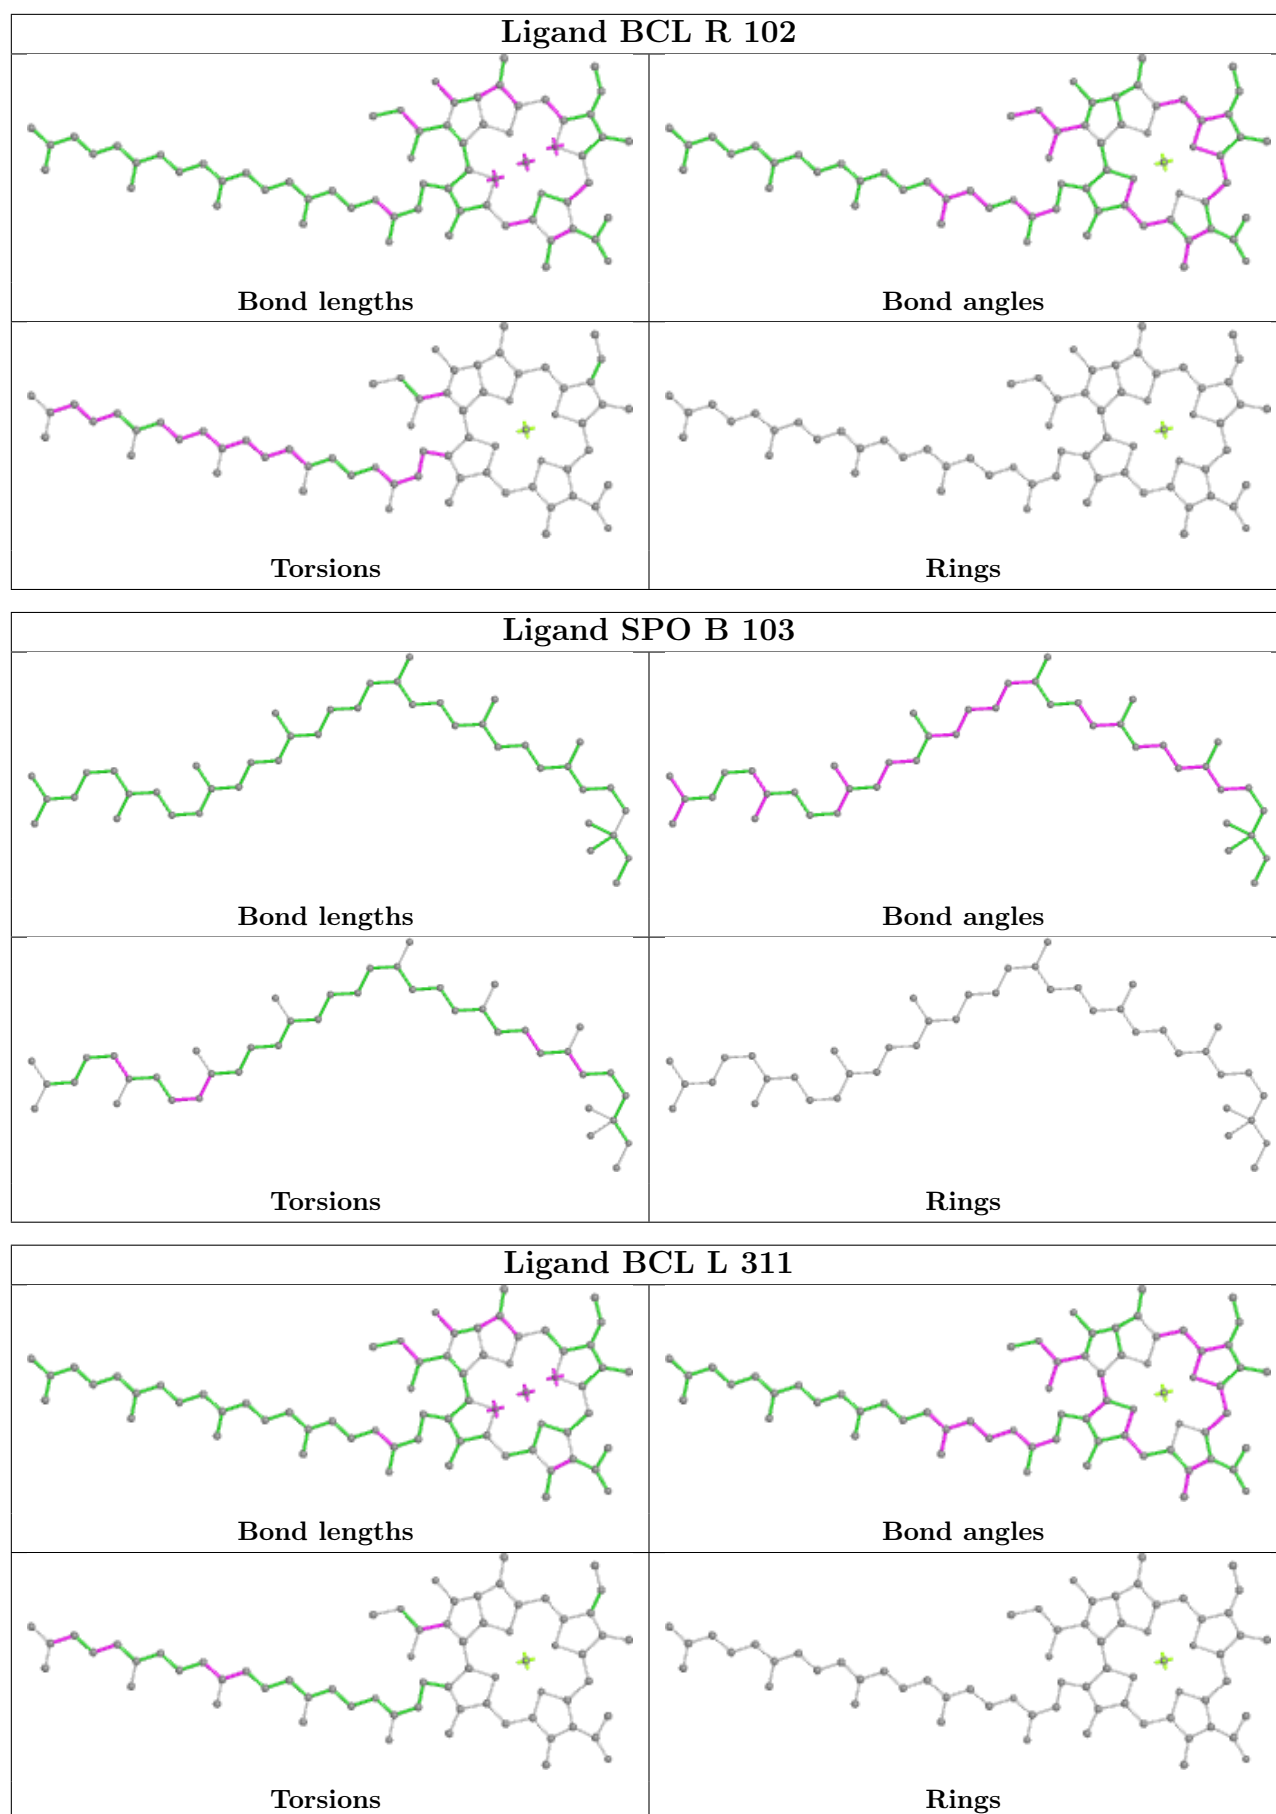 Ligand BCL R 102
Bond lengths
Bond angles
Torsions
Rings
Ligand SPO B 103
Bond lengths
Bond angles
Torsions
Rings
Ligand BCL L 311
Bond lengths
Bond angles
Torsions
Rings